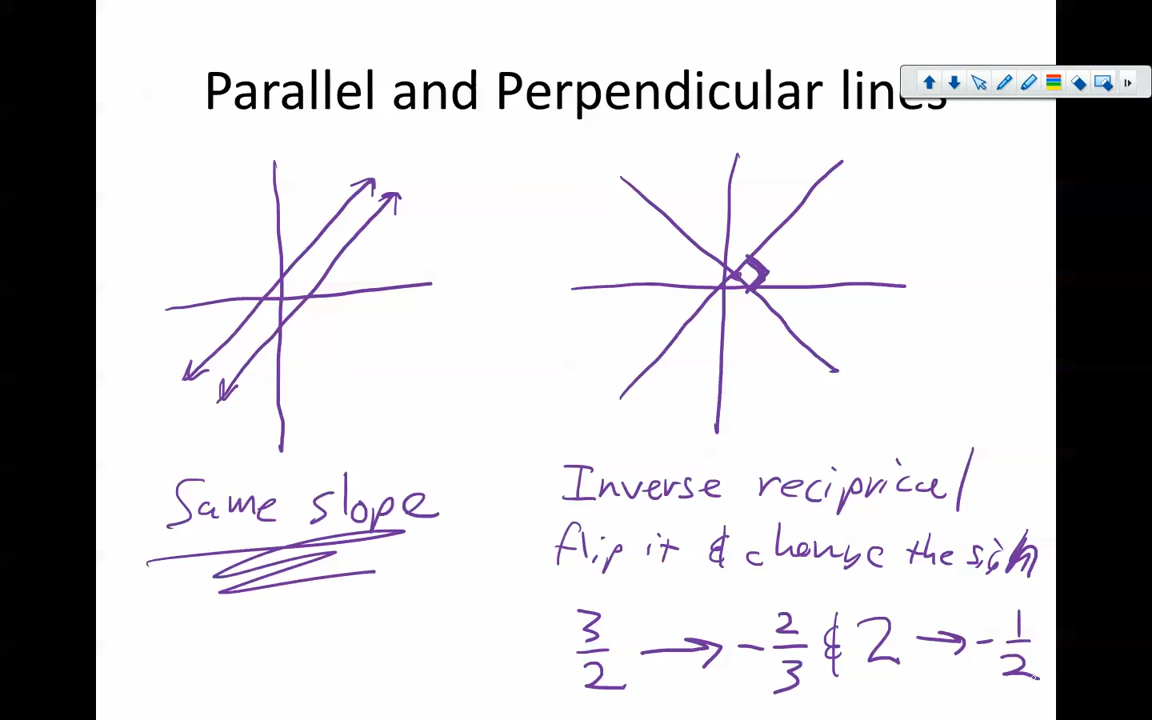 Parallel and Perpendicular lines
Same slope
Inverse reciprical
flip it & change the sign
3/2 → -2/3 & 2 → -1/2